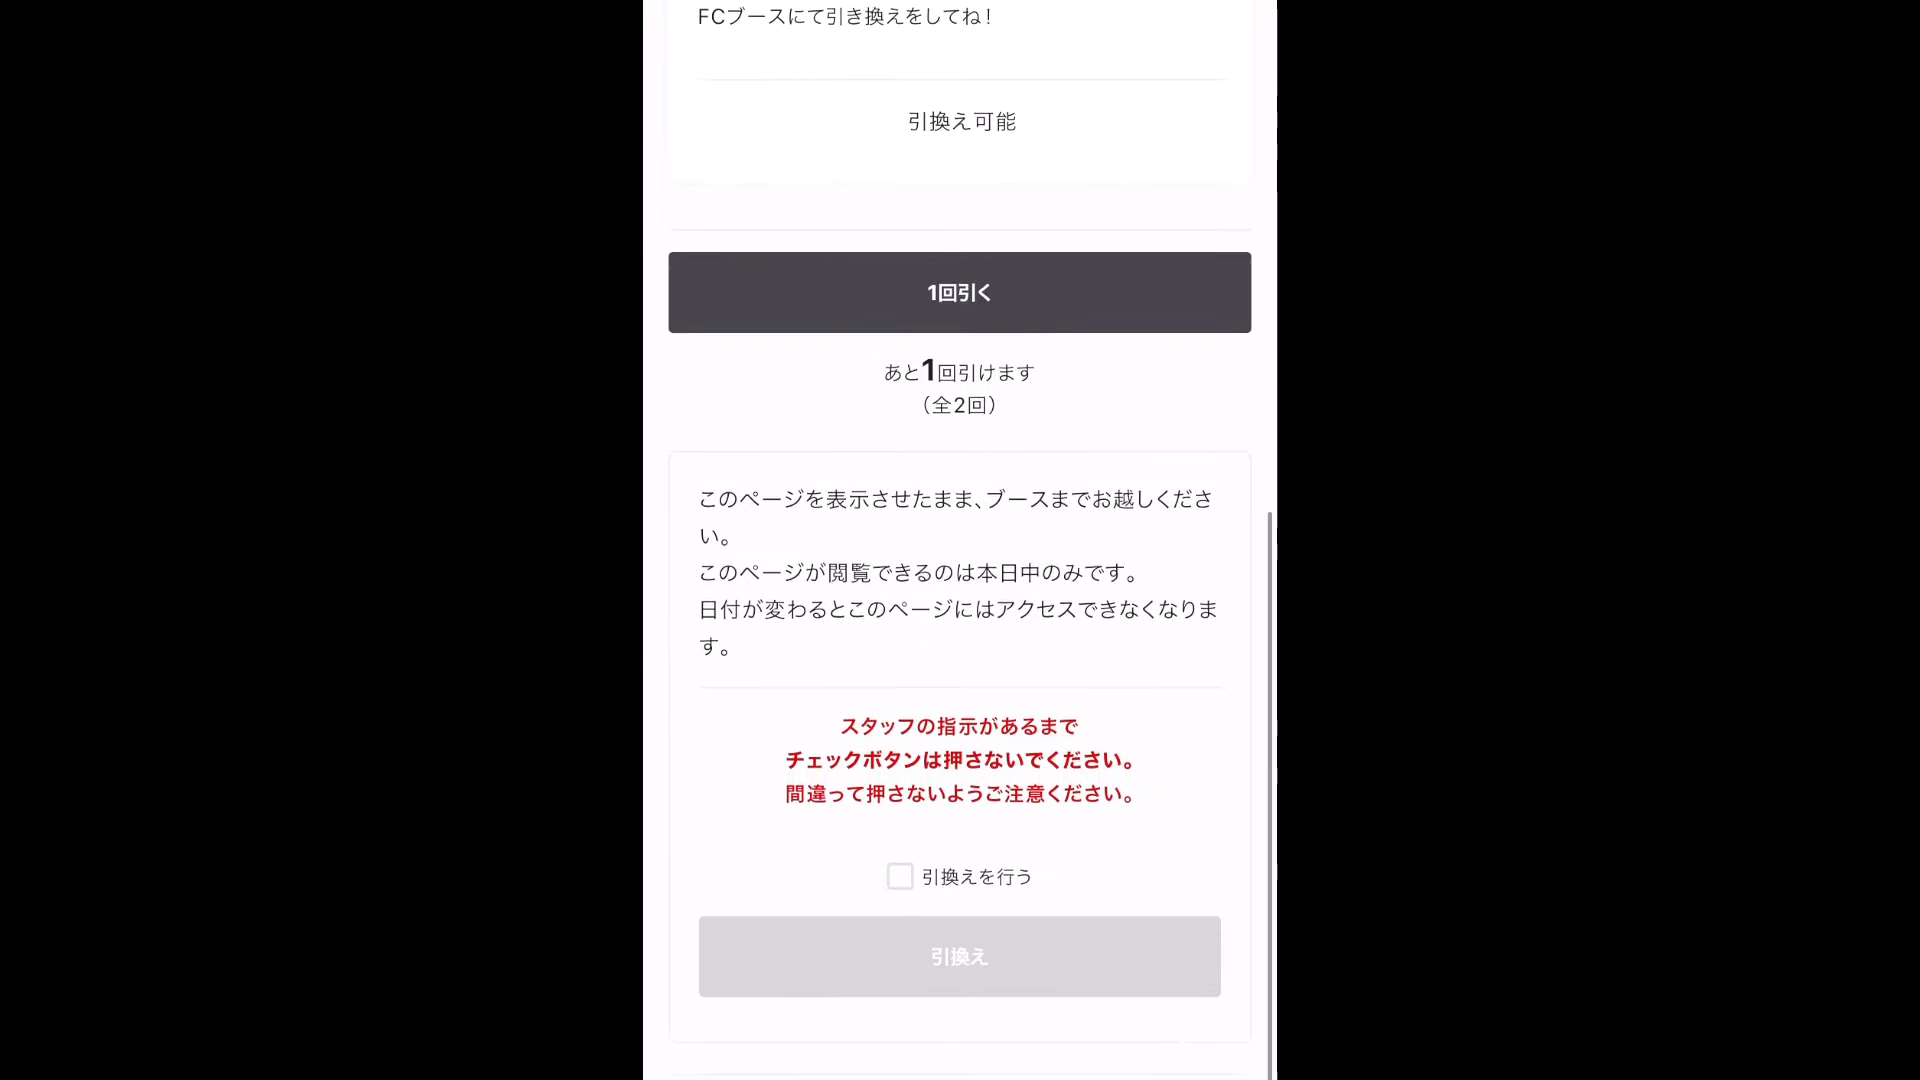 FCブースにて引き換えをしてね！
引換え可能
1回引く
あと1回引けます
（全2回）
このページを表示させたまま、ブースまでお越しくださ
い。
このページが閲覧できるのは本日中のみです。
日付が変わるとこのページにはアクセスできなくなりま
す。
スタッフの指示があるまで
チェックボタンは押さないでください。
間違って押さないようご注意ください。
引換えを行う
引換え